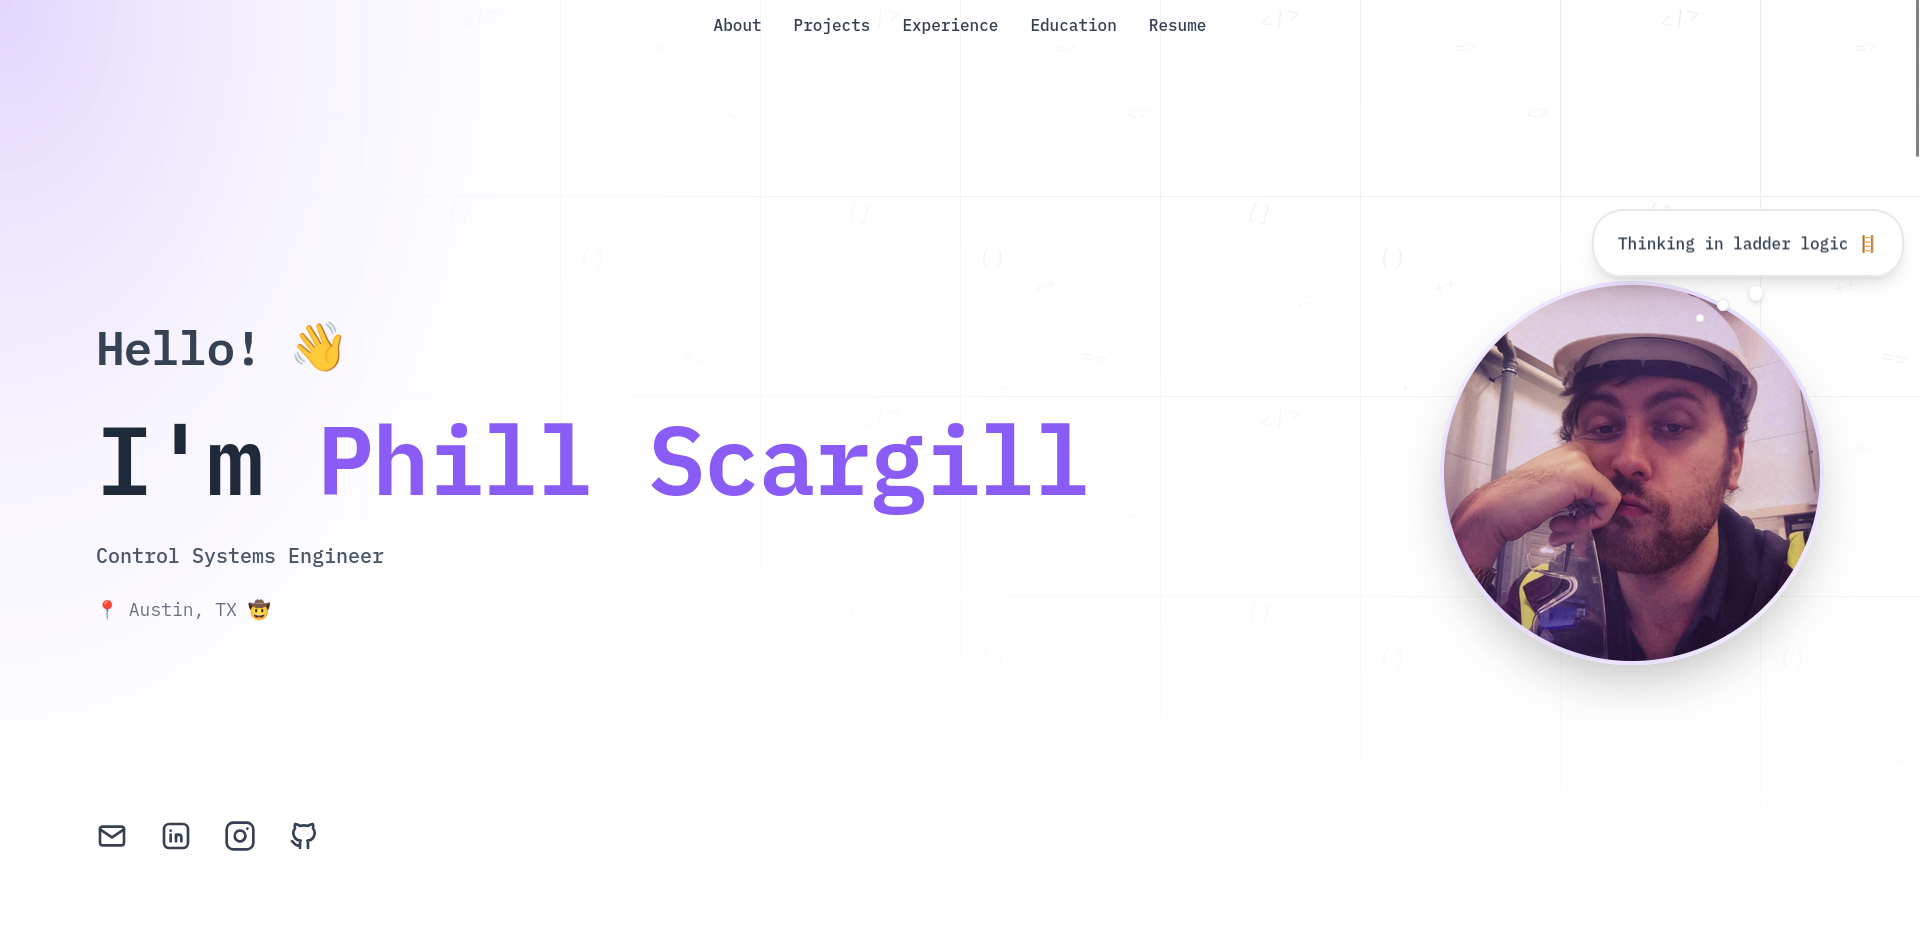 About Projects Experience Education Resume
Thinking in ladder logic 🪜
Hello! 👋
I'm Phill Scargill
Control Systems Engineer
📍 Austin, TX 🤠